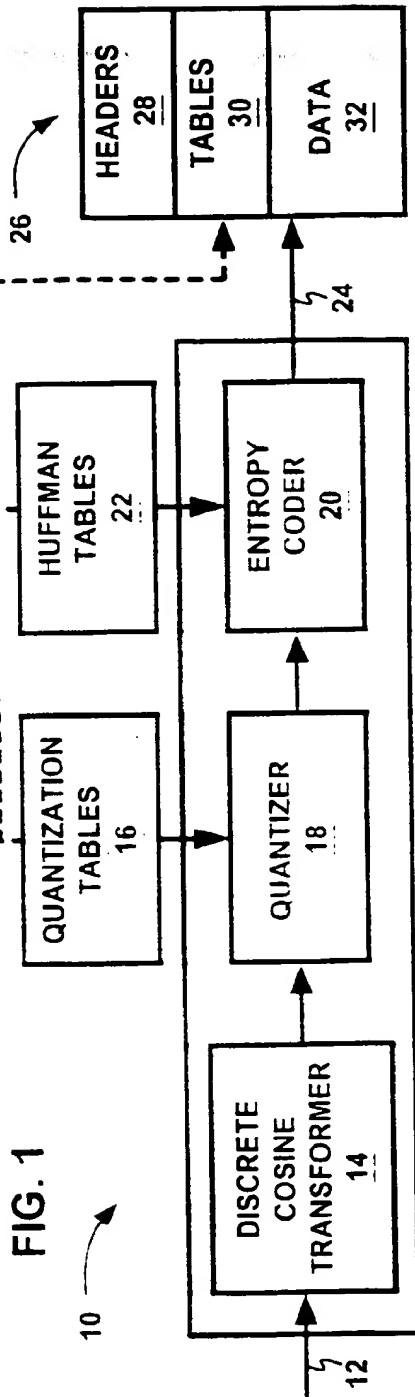 FIG. 1
10
12
DISCRETE
COSINE
TRANSFORMER
14
QUANTIZATION
TABLES
16
QUANTIZER
18
HUFFMAN
TABLES
22
ENTROPY
CODER
20
24
26
HEADERS
28
TABLES
30
DATA
32